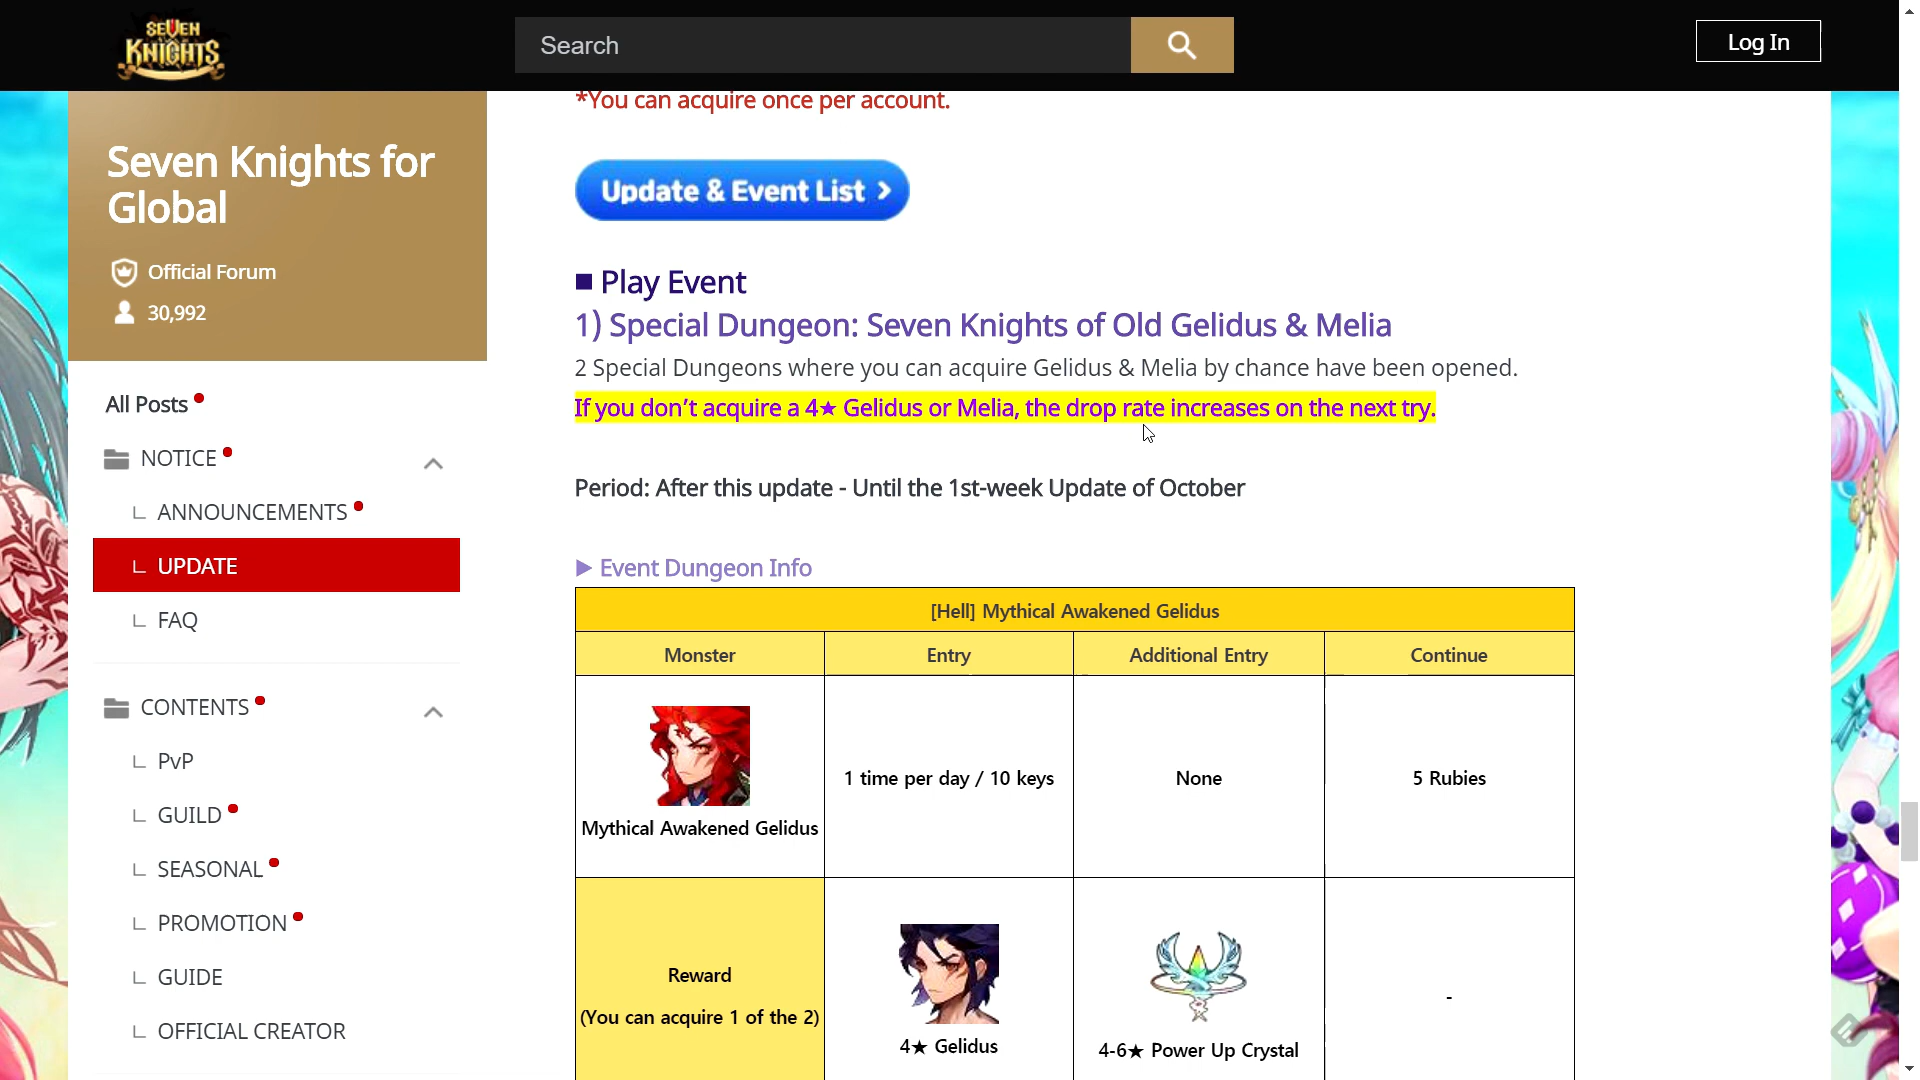 SEVEN
KNIGHTS
Search
Log In
Seven Knights for
Global
Official Forum
30,992
All Posts
NOTICE
ANNOUNCEMENTS
UPDATE
FAQ
CONTENTS
PvP
GUILD
SEASONAL
PROMOTION
GUIDE
OFFICIAL CREATOR
*You can acquire once per account.
Update & Event List >
■ Play Event
1) Special Dungeon: Seven Knights of Old Gelidus & Melia
2 Special Dungeons where you can acquire Gelidus & Melia by chance have been opened.
If you don’t acquire a 4★ Gelidus or Melia, the drop rate increases on the next try.
Period: After this update - Until the 1st-week Update of October
▶ Event Dungeon Info
[Hell] Mythical Awakened Gelidus
Monster Entry Additional Entry Continue
Mythical Awakened Gelidus
1 time per day / 10 keys
None
5 Rubies
Reward
(You can acquire 1 of the 2)
4★ Gelidus
4-6★ Power Up Crystal
-